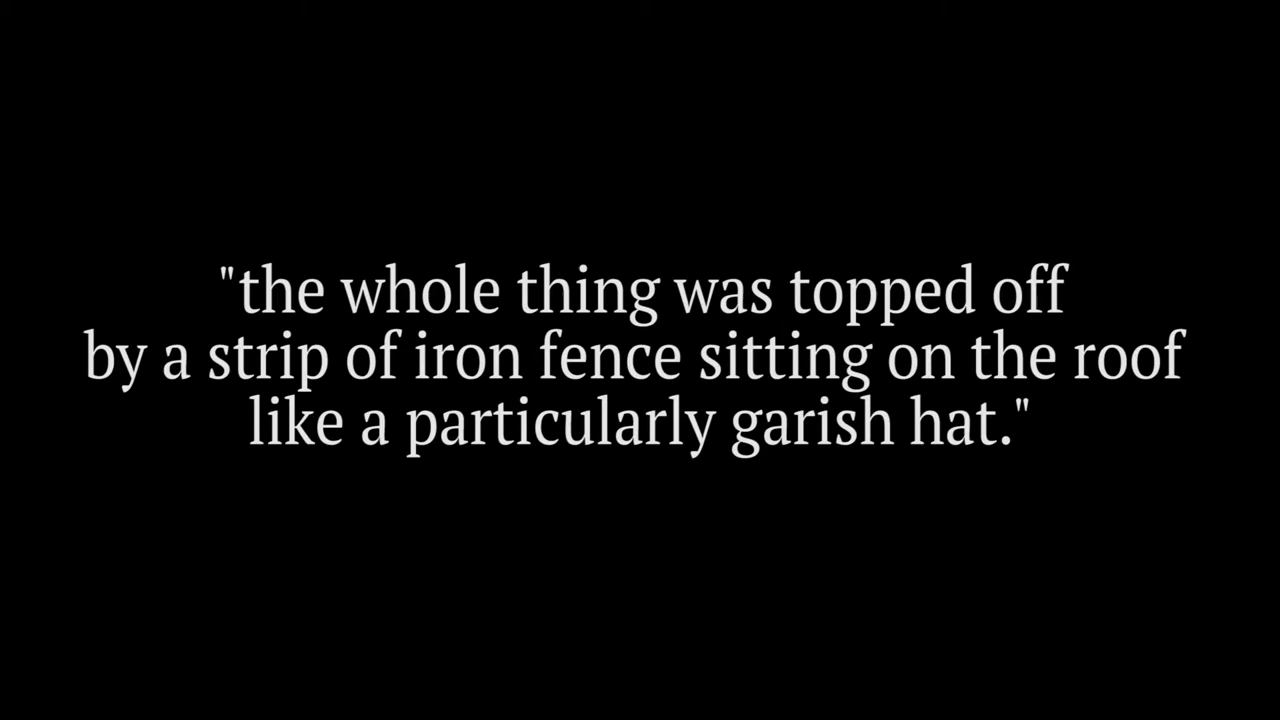 "the whole thing was topped off
by a strip of iron fence sitting on the roof
like a particularly garish hat."